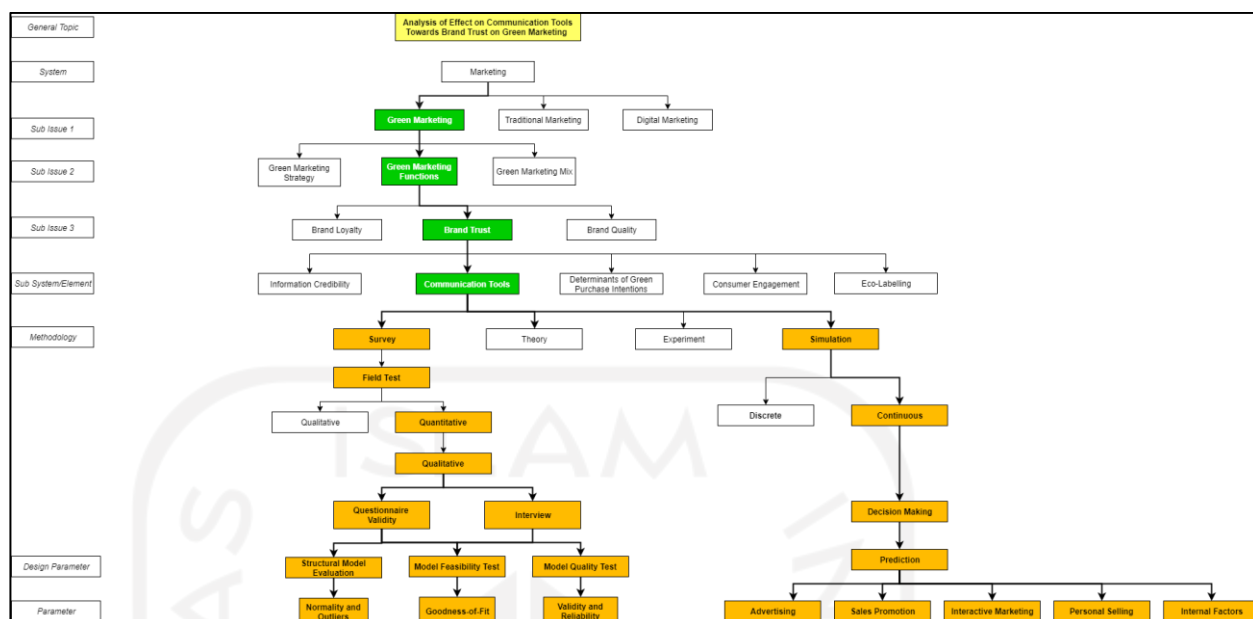 General Topic
Analysis of Effect on Communication Tools
Towards Brand Trust on Green Marketing
System
Marketing
Sub Issue 1
Green Marketing
Traditional Marketing
Digital Marketing
Sub Issue 2
Green Marketing
Strategy
Green Marketing
Functions
Green Marketing Mix
Sub Issue 3
Brand Loyalty
Brand Trust
Brand Quality
Sub System/Element
Information Credibility
Communication Tools
Determinants of Green
Purchase Intentions
Consumer Engagement
Eco-Labelling
Methodology
Survey
Theory
Experiment
Simulation
Field Test
Qualitative
Quantitative
Discrete
Continuous
Qualitative
Questionnaire
Validity
Interview
Decision Making
Design Parameter
Structural Model
Evaluation
Model Feasibility Test
Model Quality Test
Prediction
Parameter
Normality and
Outliers
Goodness-of-Fit
Validity and
Reliability
Advertising
Sales Promotion
Interactive Marketing
Personal Selling
Internal Factors
ISLAM